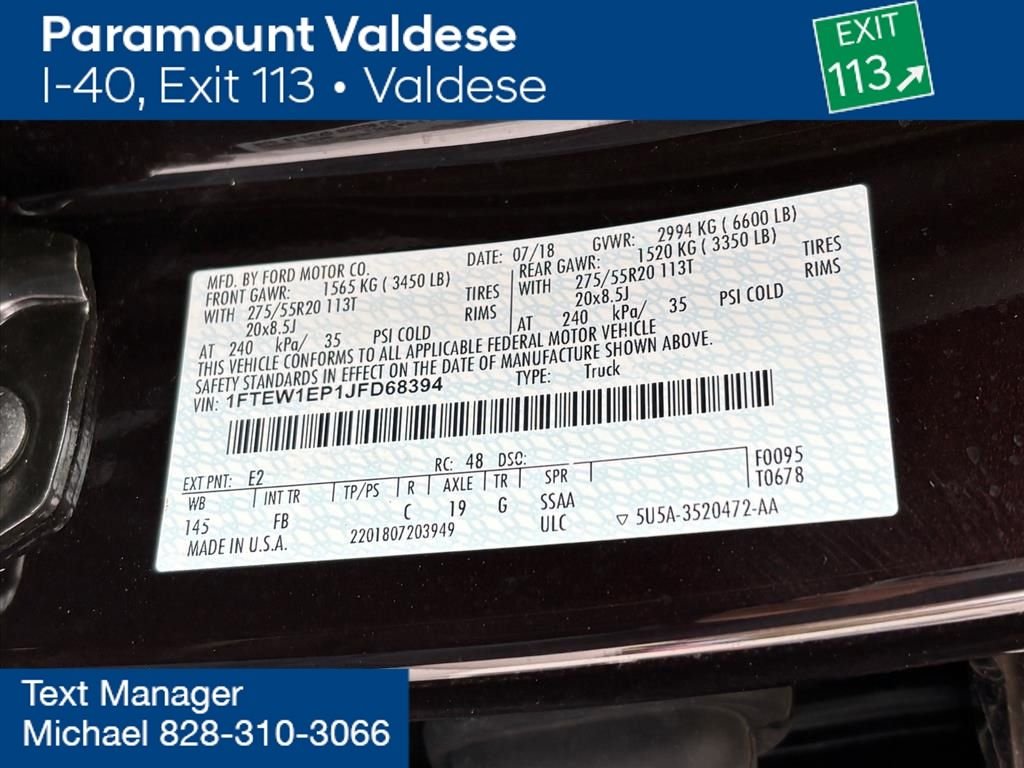 Paramount Valdese
I-40, Exit 113 • Valdese
EXIT
113
MFD. BY FORD MOTOR CO.
DATE: 07/18
GVWR: 2994 KG ( 6600 LB)
FRONT GAWR: 1565 KG ( 3450 LB)
WITH 275/55R20 113T TIRES
20x8.5J RIMS
AT 240 kPa/ 35 PSI COLD
REAR GAWR: 1520 KG ( 3350 LB)
WITH 275/55R20 113T TIRES
20x8.5J RIMS
AT 240 kPa/ 35 PSI COLD
THIS VEHICLE CONFORMS TO ALL APPLICABLE FEDERAL MOTOR VEHICLE
SAFETY STANDARDS IN EFFECT ON THE DATE OF MANUFACTURE SHOWN ABOVE.
VIN: 1FTEW1EP1JFD68394 TYPE: Truck
EXT PNT: E2 RC: 48 DSO:
WB INT TR TP/PS R AXLE TR SPR
145 FB C 19 G SSAA
ULC
F0095
T0678
MADE IN U.S.A. 2201807203949
5U5A-3520472-AA
Text Manager
Michael 828-310-3066